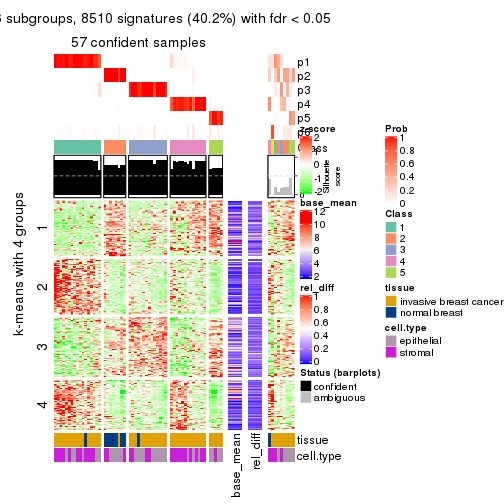 subgroups, 8510 signatures (40.2%) with fdr < 0.05
57 confident samples
p1
p2
p3
p4
p5
Class
Silhouette
score
k-means with 4 groups
1
2
3
4
base_mean
rel_diff
tissue
cell.type
z-score
2
1
0
-1
-2
base_mean
12
10
8
6
4
2
rel_diff
1
0.8
0.6
0.4
0.2
0
Status (barplots)
confident
ambiguous
Prob
1
0.8
0.6
0.4
0.2
0
Class
1
2
3
4
5
tissue
invasive breast cancer
normal breast
cell.type
epithelial
stromal